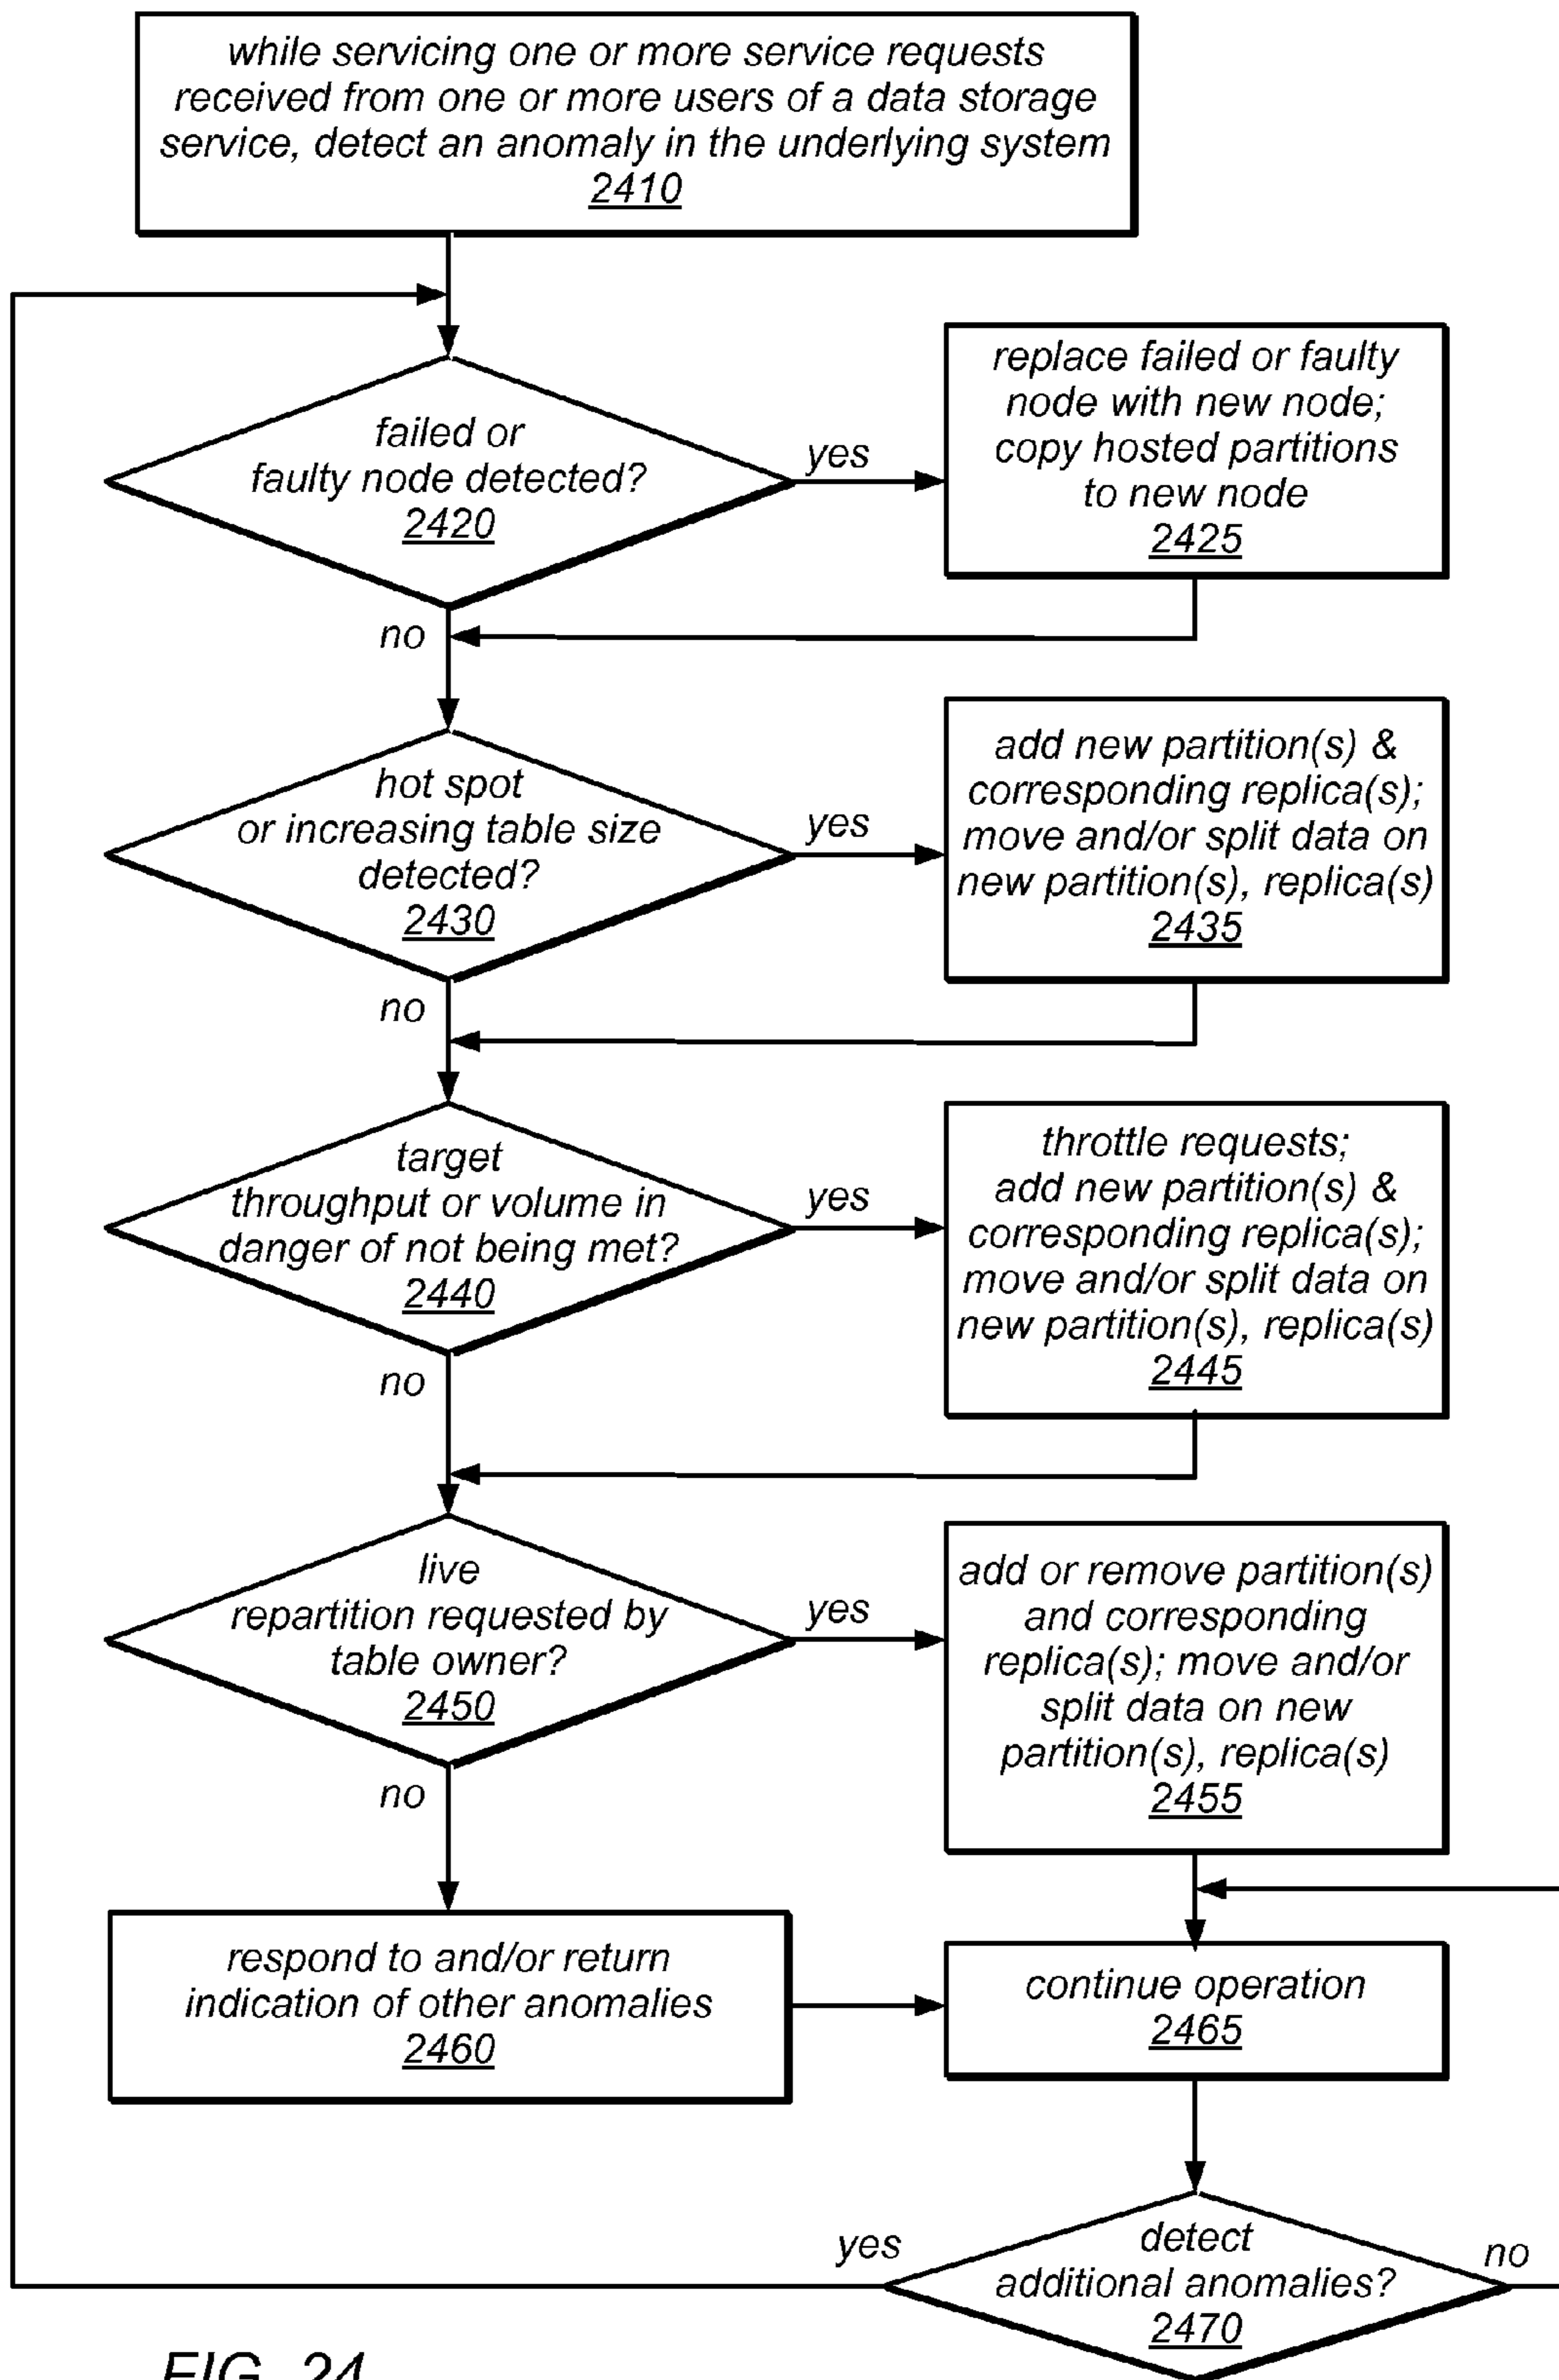 while servicing one or more service requests
received from one or more users of a data storage
service, detect an anomaly in the underlying system
2410
failed or
faulty node detected?
2420
yes
replace failed or faulty
node with new node;
copy hosted partitions
to new node
2425
no
hot spot
or increasing table size
detected?
2430
yes
add new partition(s) &
corresponding replica(s);
move and/or split data on
new partition(s), replica(s)
2435
no
target
throughput or volume in
danger of not being met?
2440
yes
throttle requests;
add new partition(s) &
corresponding replica(s);
move and/or split data on
new partition(s), replica(s)
2445
no
live
repartition requested by
table owner?
2450
yes
add or remove partition(s)
and corresponding
replica(s); move and/or
split data on new
partition(s), replica(s)
2455
no
respond to and/or return
indication of other anomalies
2460
continue operation
2465
yes
detect
additional anomalies?
2470
no
FIG. 24